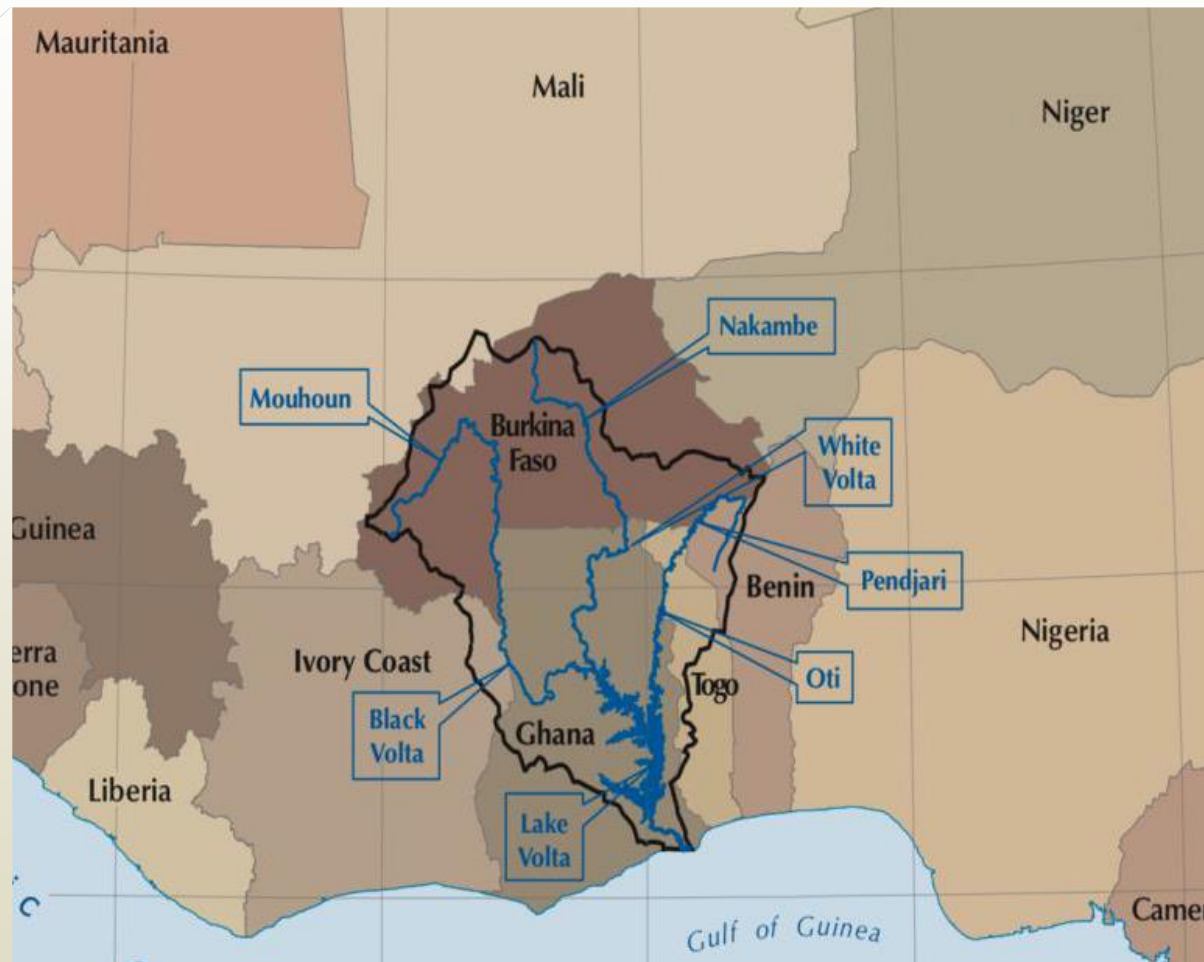 Mauritania
Mali
Niger
Nakambe
Mouhoun
Burkina
Faso
White
Volta
Guinea
Pendjari
Benin
Nigeria
erra
one
Ivory Coast
Oti
Togo
Black
Volta
Ghana
Liberia
Lake
Volta
ic
Gulf of Guinea
Came